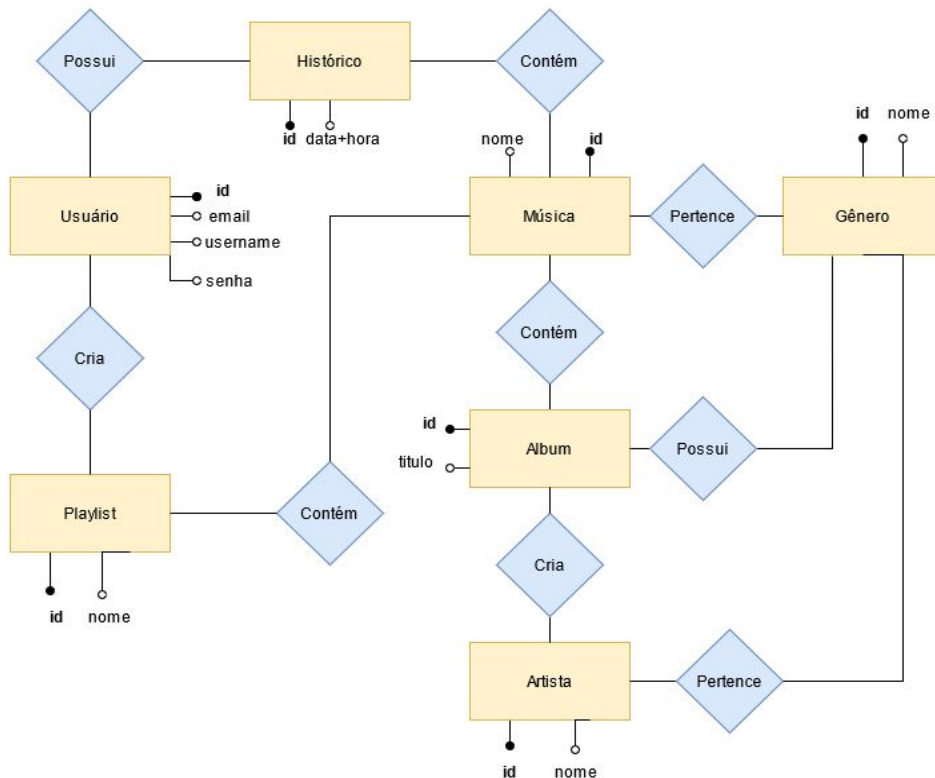 Possui
Histórico
Contém
id data+hora
id nome
nome id
Usuário
id
email
username
senha
Música
Pertence
Gênero
Cria
Contém
id
titulo
Album
Possui
Playlist
Contém
Cria
id nome
Artista
Pertence
id nome